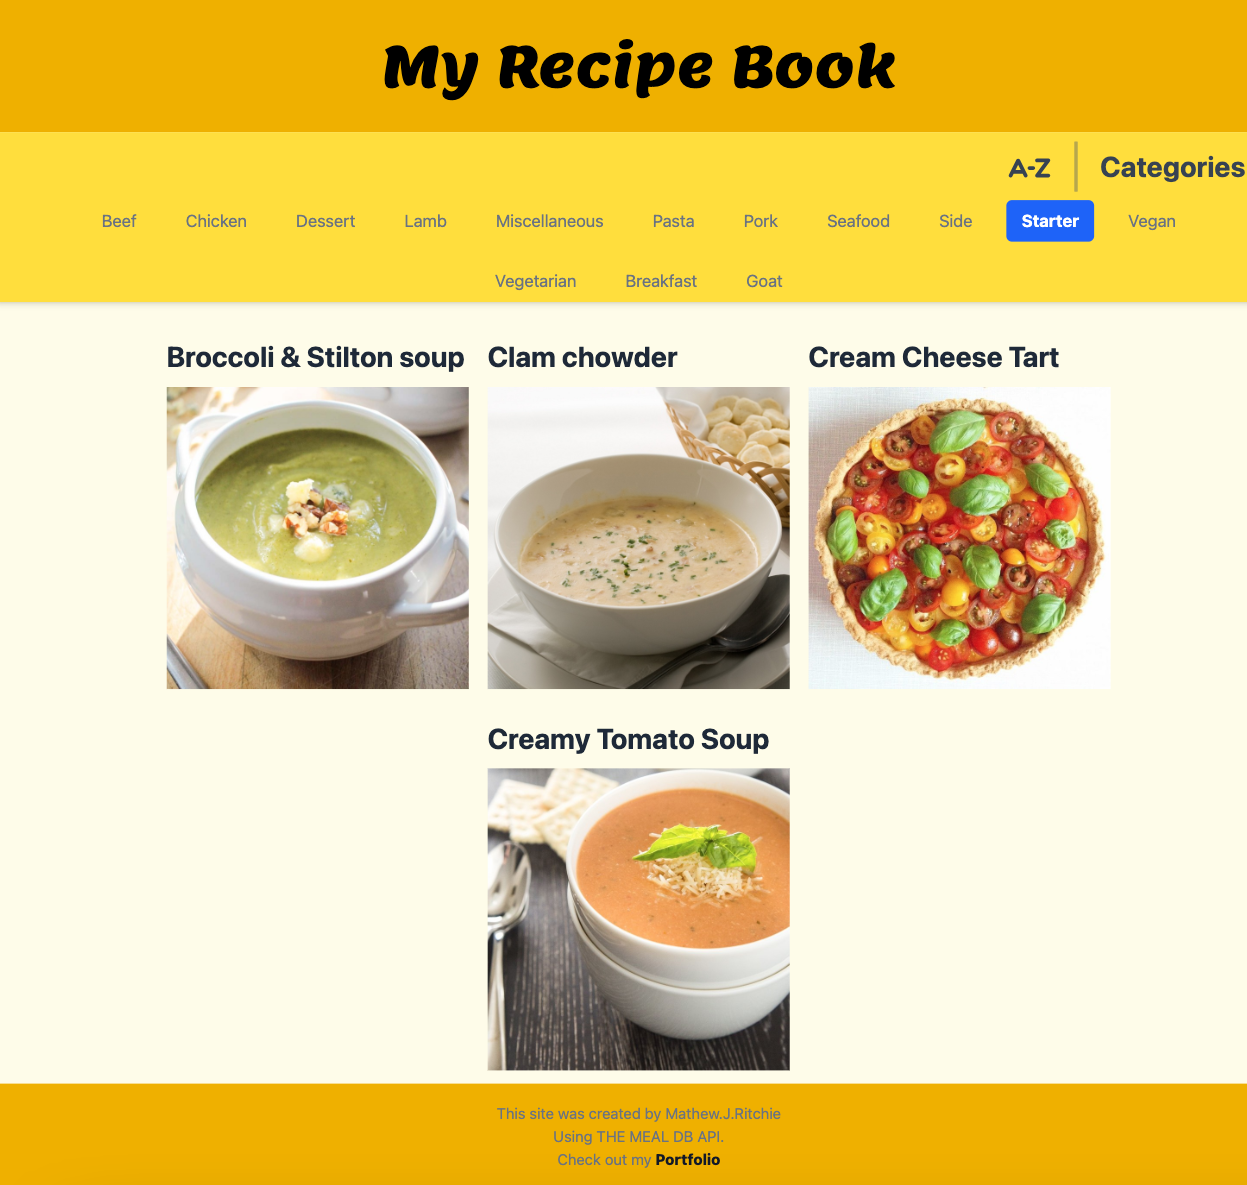 My Recipe Book
A-Z
Categories
Beef Chicken Dessert Lamb Miscellaneous Pasta Pork Seafood Side Starter Vegan
Vegetarian Breakfast Goat
Broccoli & Stilton soup
Clam chowder
Cream Cheese Tart
Creamy Tomato Soup
This site was created by Mathew.J.Ritchie
Using THE MEAL DB API.
Check out my Portfolio